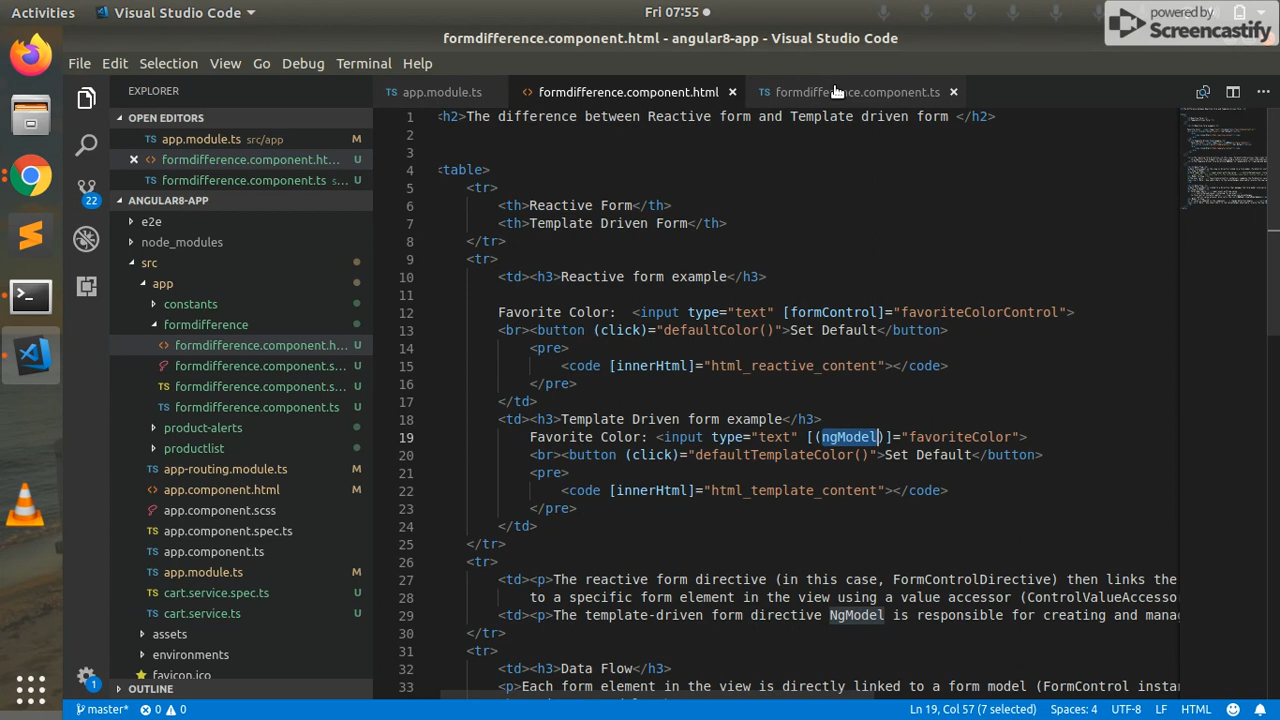 Activities
Visual Studio Code
Fri 07:55
powered by
Screencastify
formdifference.component.html - angular8-app - Visual Studio Code
File Edit Selection View Go Debug Terminal Help
EXPLORER
OPEN EDITORS
TS app.module.ts src/app M
formdifference.component.ht... U
TS formdifference.component.ts s... U
ANGULAR8-APP
e2e
node_modules
src
app
constants
formdifference
formdifference.component.h... U
formdifference.component.s... U
TS formdifference.component.s... U
TS formdifference.component.ts U
product-alerts
productlist
TS app-routing.module.ts M
app.component.html M
app.component.scss
TS app.component.spec.ts
TS app.component.ts
TS app.module.ts M
TS cart.service.spec.ts U
TS cart.service.ts U
assets
environments
favicon.ico
OUTLINE
22
1
TS app.module.ts
formdifference.component.html
TS formdifference.component.ts
1 h2>The difference between Reactive form and Template driven form </h2>
2
3
4 table>
5 <tr>
6 <th>Reactive Form</th>
7 <th>Template Driven Form</th>
8 </tr>
9 <tr>
10 <td><h3>Reactive form example</h3>
11
12 Favorite Color:  <input type="text" [formControl]="favoriteColorControl">
13 <br><button (click)="defaultColor()">Set Default</button>
14 <pre>
15 <code [innerHtml]="html_reactive_content"></code>
16 </pre>
17 </td>
18 <td><h3>Template Driven form example</h3>
19 Favorite Color: <input type="text" [(ngModel)]="favoriteColor">
20 <br><button (click)="defaultTemplateColor()">Set Default</button>
21 <pre>
22 <code [innerHtml]="html_template_content"></code>
23 </pre>
24 </td>
25 </tr>
26 <tr>
27 <td><p>The reactive form directive (in this case, FormControlDirective) then links the
28 to a specific form element in the view using a value accessor (ControlValueAccesso
29 <td><p>The template-driven form directive NgModel is responsible for creating and mana
30 </tr>
31 <tr>
32 <td><h3>Data Flow</h3>
33 <p>Each form element in the view is directly linked to a form model (FormControl instan
master* 0 0
Ln 19, Col 57 (7 selected) Spaces: 4 UTF-8 LF HTML